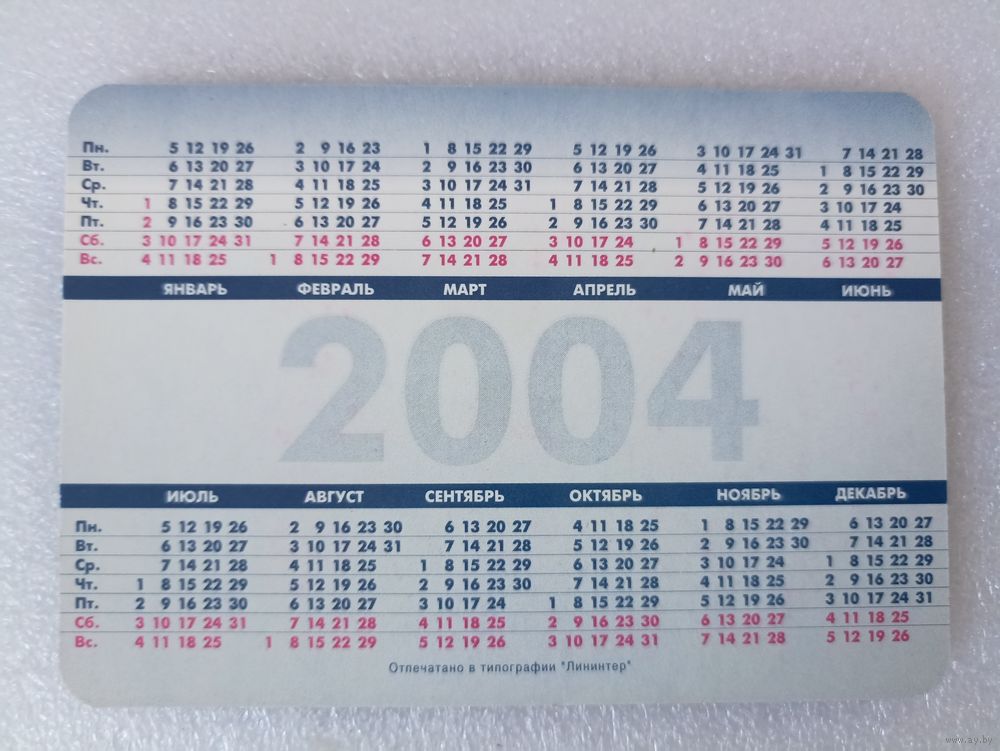 Пн. 5 12 19 26 2 9 16 23 1 8 15 22 29 5 12 19 26 3 10 17 24 31 7 14 21 28
Вт. 6 13 20 27 3 10 17 24 2 9 16 23 30 6 13 20 27 4 11 18 25 1 8 15 22 29
Ср. 7 14 21 28 4 11 18 25 3 10 17 24 31 7 14 21 28 5 12 19 26 2 9 16 23 30
Чт. 1 8 15 22 29 5 12 19 26 4 11 18 25 1 8 15 22 29 6 13 20 27 3 10 17 24
Пт. 2 9 16 23 30 6 13 20 27 5 12 19 26 2 9 16 23 30 7 14 21 28 4 11 18 25
Сб. 3 10 17 24 31 7 14 21 28 6 13 20 27 3 10 17 24 1 8 15 22 29 5 12 19 26
Вс. 4 11 18 25 1 8 15 22 29 7 14 21 28 4 11 18 25 2 9 16 23 30 6 13 20 27
ЯНВАРЬ ФЕВРАЛЬ МАРТ АПРЕЛЬ МАЙ ИЮНЬ
2004
ИЮЛЬ АВГУСТ СЕНТЯБРЬ ОКТЯБРЬ НОЯБРЬ ДЕКАБРЬ
Пн. 5 12 19 26 2 9 16 23 30 6 13 20 27 4 11 18 25 1 8 15 22 29 6 13 20 27
Вт. 6 13 20 27 3 10 17 24 31 7 14 21 28 5 12 19 26 2 9 16 23 30 7 14 21 28
Ср. 7 14 21 28 4 11 18 25 1 8 15 22 29 6 13 20 27 3 10 17 24 1 8 15 22 29
Чт. 1 8 15 22 29 5 12 19 26 2 9 16 23 30 7 14 21 28 4 11 18 25 2 9 16 23 30
Пт. 2 9 16 23 30 6 13 20 27 3 10 17 24 1 8 15 22 29 5 12 19 26 3 10 17 24 31
Сб. 3 10 17 24 31 7 14 21 28 4 11 18 25 2 9 16 23 30 6 13 20 27 4 11 18 25
Вс. 4 11 18 25 1 8 15 22 29 5 12 19 26 3 10 17 24 31 7 14 21 28 5 12 19 26
Отпечатано в типографии "Лининтер"
www.ay.by